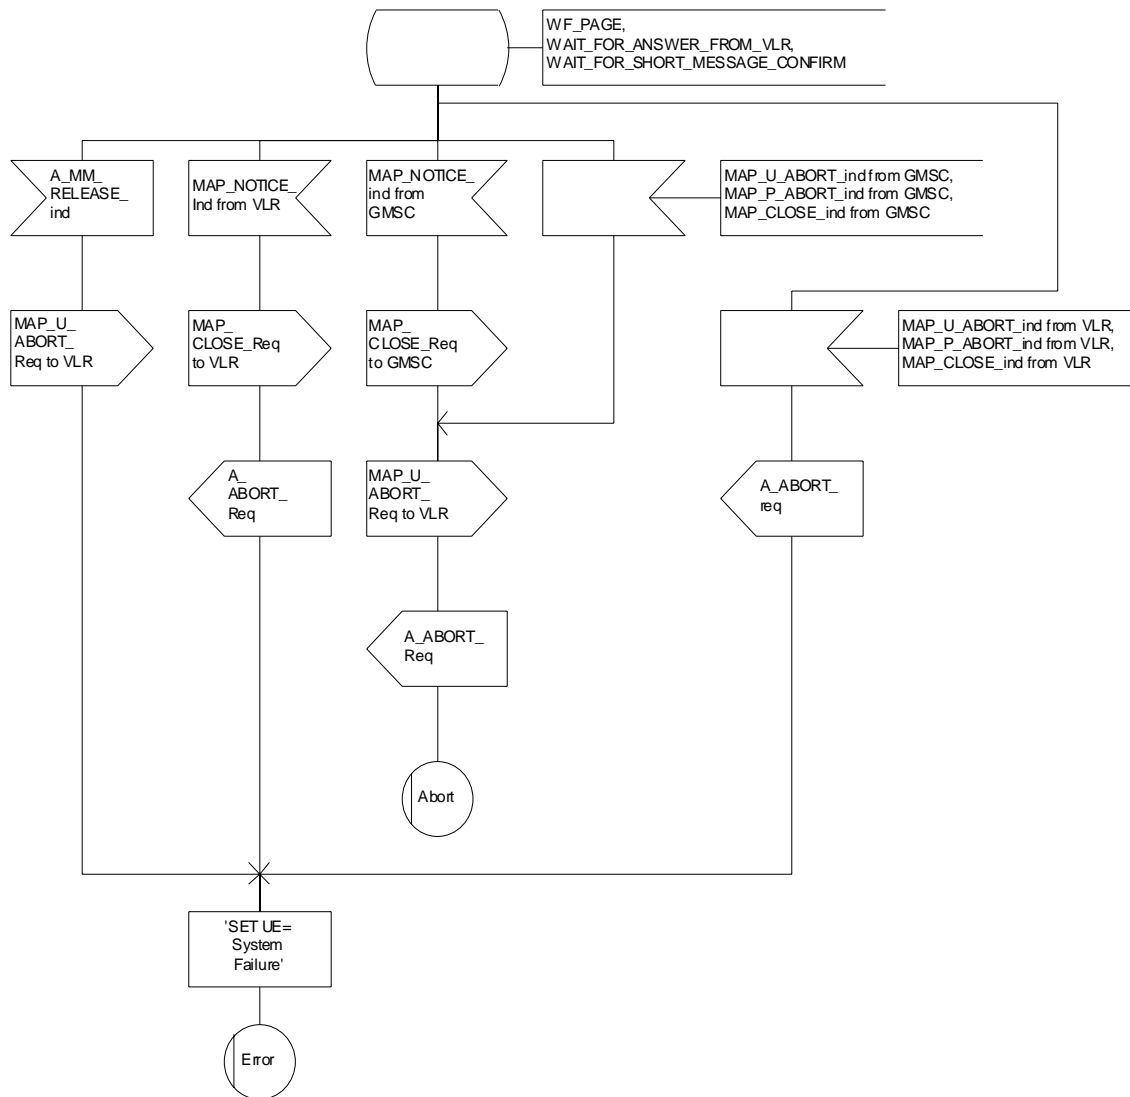 WF_PAGE,
WAIT_FOR_ANSWER_FROM_VLR,
WAIT_FOR_SHORT_MESSAGE_CONFIRM
A_MM_
RELEASE_
ind
MAP_NOTICE_
Ind from VLR
MAP_NOTICE_
ind from
GMSC
MAP_U_ABORT_ind from GMSC,
MAP_P_ABORT_ind from GMSC,
MAP_CLOSE_ind from GMSC
MAP_U_
ABORT_
Req to VLR
MAP_
CLOSE_Req
to VLR
MAP_
CLOSE_Req
to GMSC
MAP_U_ABORT_ind from VLR,
MAP_P_ABORT_ind from VLR,
MAP_CLOSE_ind from VLR
A_
ABORT_
Req
MAP_U_
ABORT_
Req to VLR
A_ABORT_
req
A_ABORT_
Req
Abort
'SET UE=
System
Failure'
Error